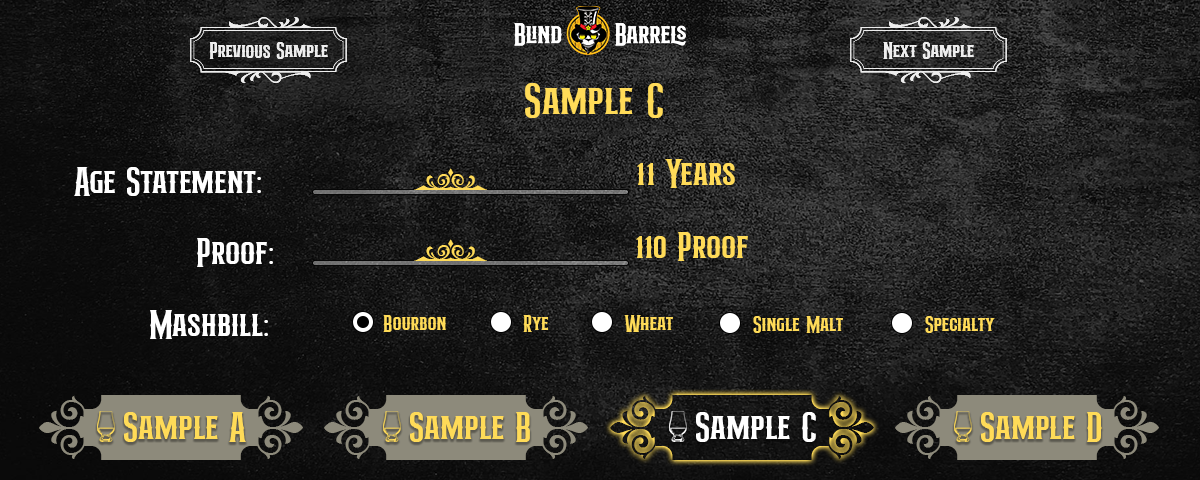 Previous Sample
Blind Barrels
Next Sample
Sample C
Age Statement: 11 Years
Proof: 110 Proof
Mashbill: Bourbon Rye Wheat Single Malt Specialty
Sample A Sample B Sample C Sample D